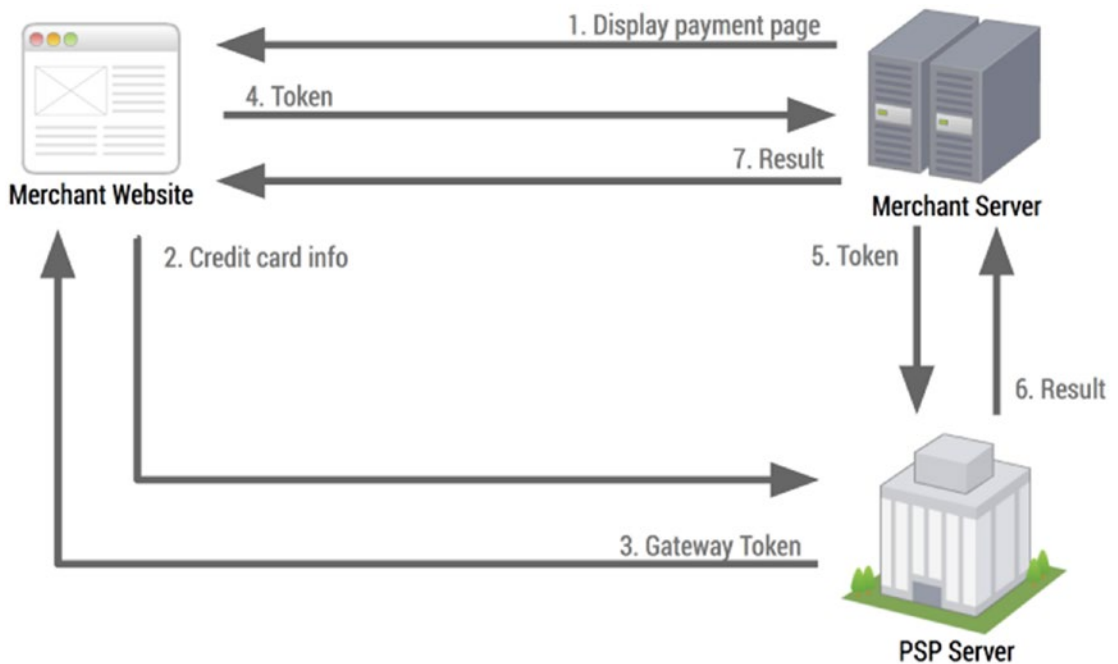 1. Display payment page
4. Token
7. Result
Merchant Website
Merchant Server
2. Credit card info
5. Token
6. Result
3. Gateway Token
PSP Server